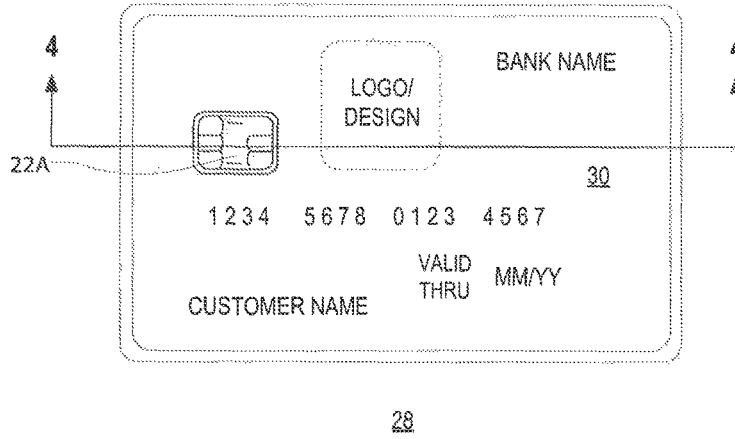 4
BANK NAME
LOGO/
DESIGN
22A
30
1234 5678 0123 4567
VALID
THRU
MM/YY
CUSTOMER NAME
28